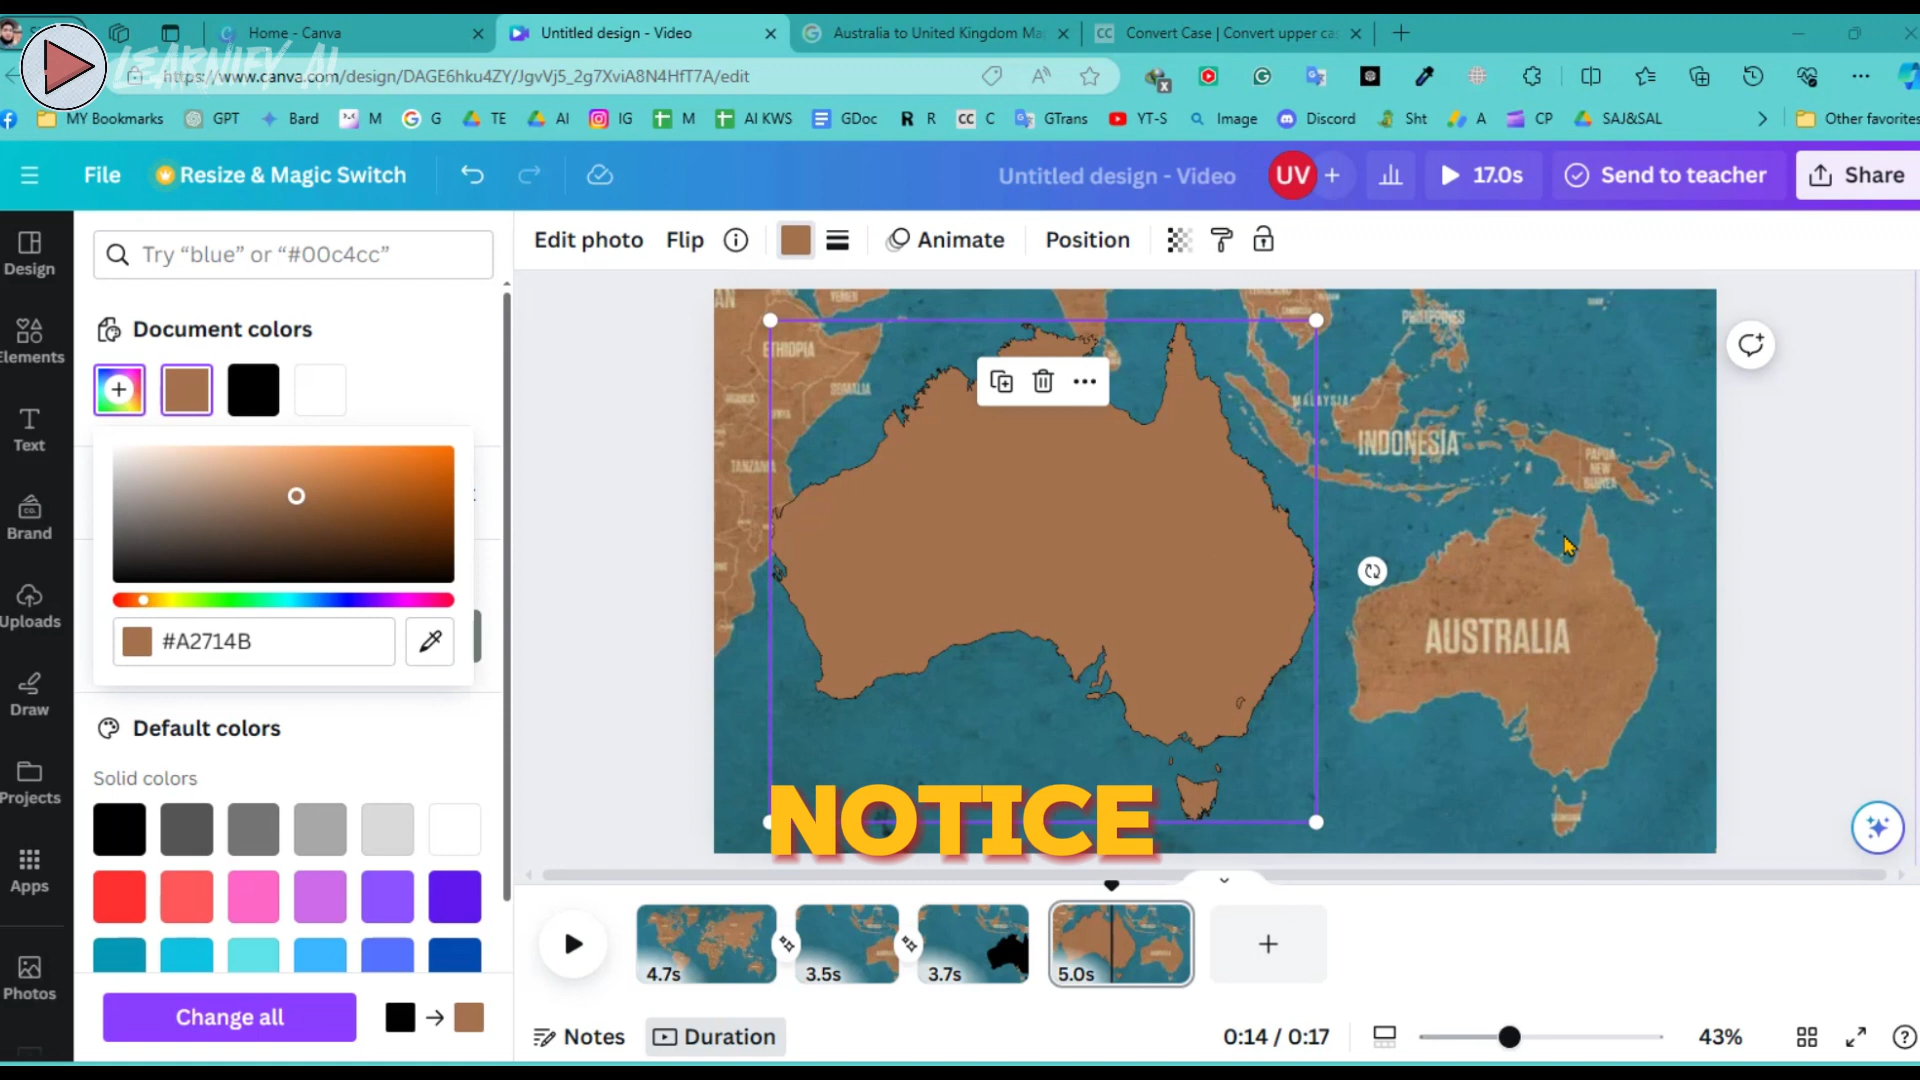 Home - Canva
Untitled design - Video
Australia to United Kingdom Ma
CC Convert Case | Convert upper ca
LEARNIFY AI
https://www.canva.com/design/DAGE6hku4ZY/JgvVj5_2g7XviA8N4HfT7A/edit
MY Bookmarks
GPT
Bard
M
G
TE
AI
IG
M
AI KWS
GDoc
R
R
CC
C
GTrans
YT-S
Image
Discord
Sht
A
CP
SAJ&SAL
Other favorites
File
Resize & Magic Switch
Untitled design - Video
UV
17.0s
Send to teacher
Share
Design
Elements
Text
Brand
Uploads
Draw
Projects
Apps
Photos
Try “blue” or “#00c4cc”
Document colors
#A2714B
Default colors
Solid colors
Change all
Edit photo
Flip
Animate
Position
YEMEN
ETHIOPIA
SOMALIA
TANZANIA
PHILIPPINES
MALAYSIA
INDONESIA
PAPUA
NEW
GUINEA
AUSTRALIA
NOTICE
4.7s
3.5s
3.7s
5.0s
Notes
Duration
0:14 / 0:17
43%